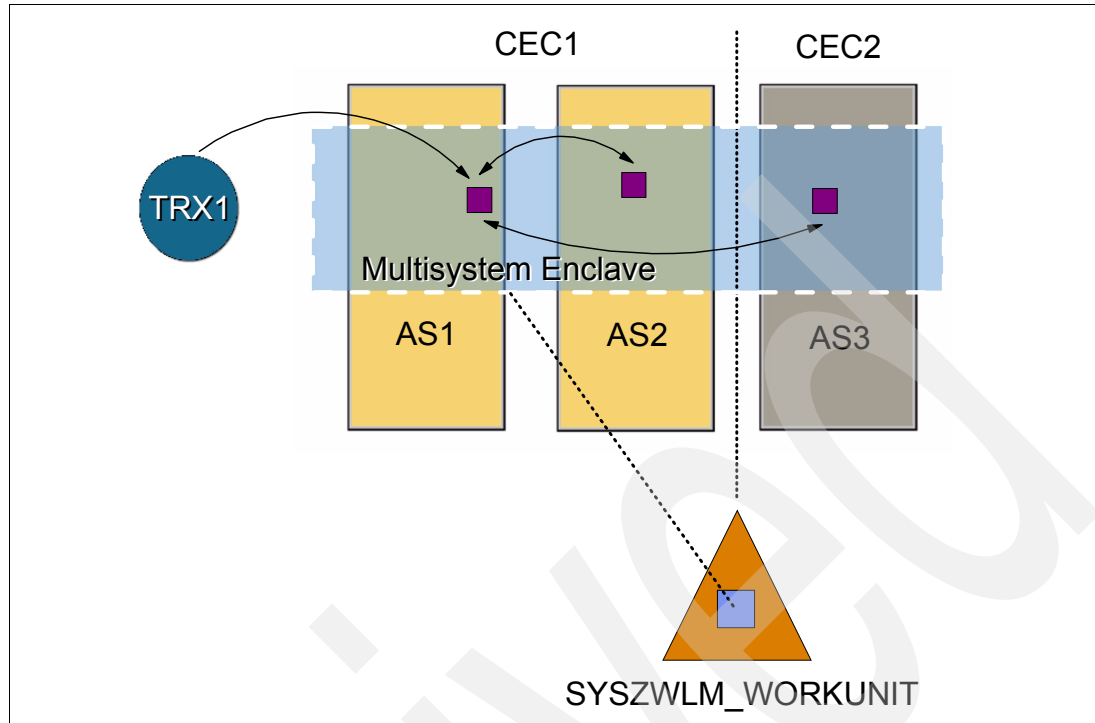 CEC1
CEC2
TRX1
Multisystem Enclave
AS1
AS2
AS3
SYSZWLM_WORKUNIT